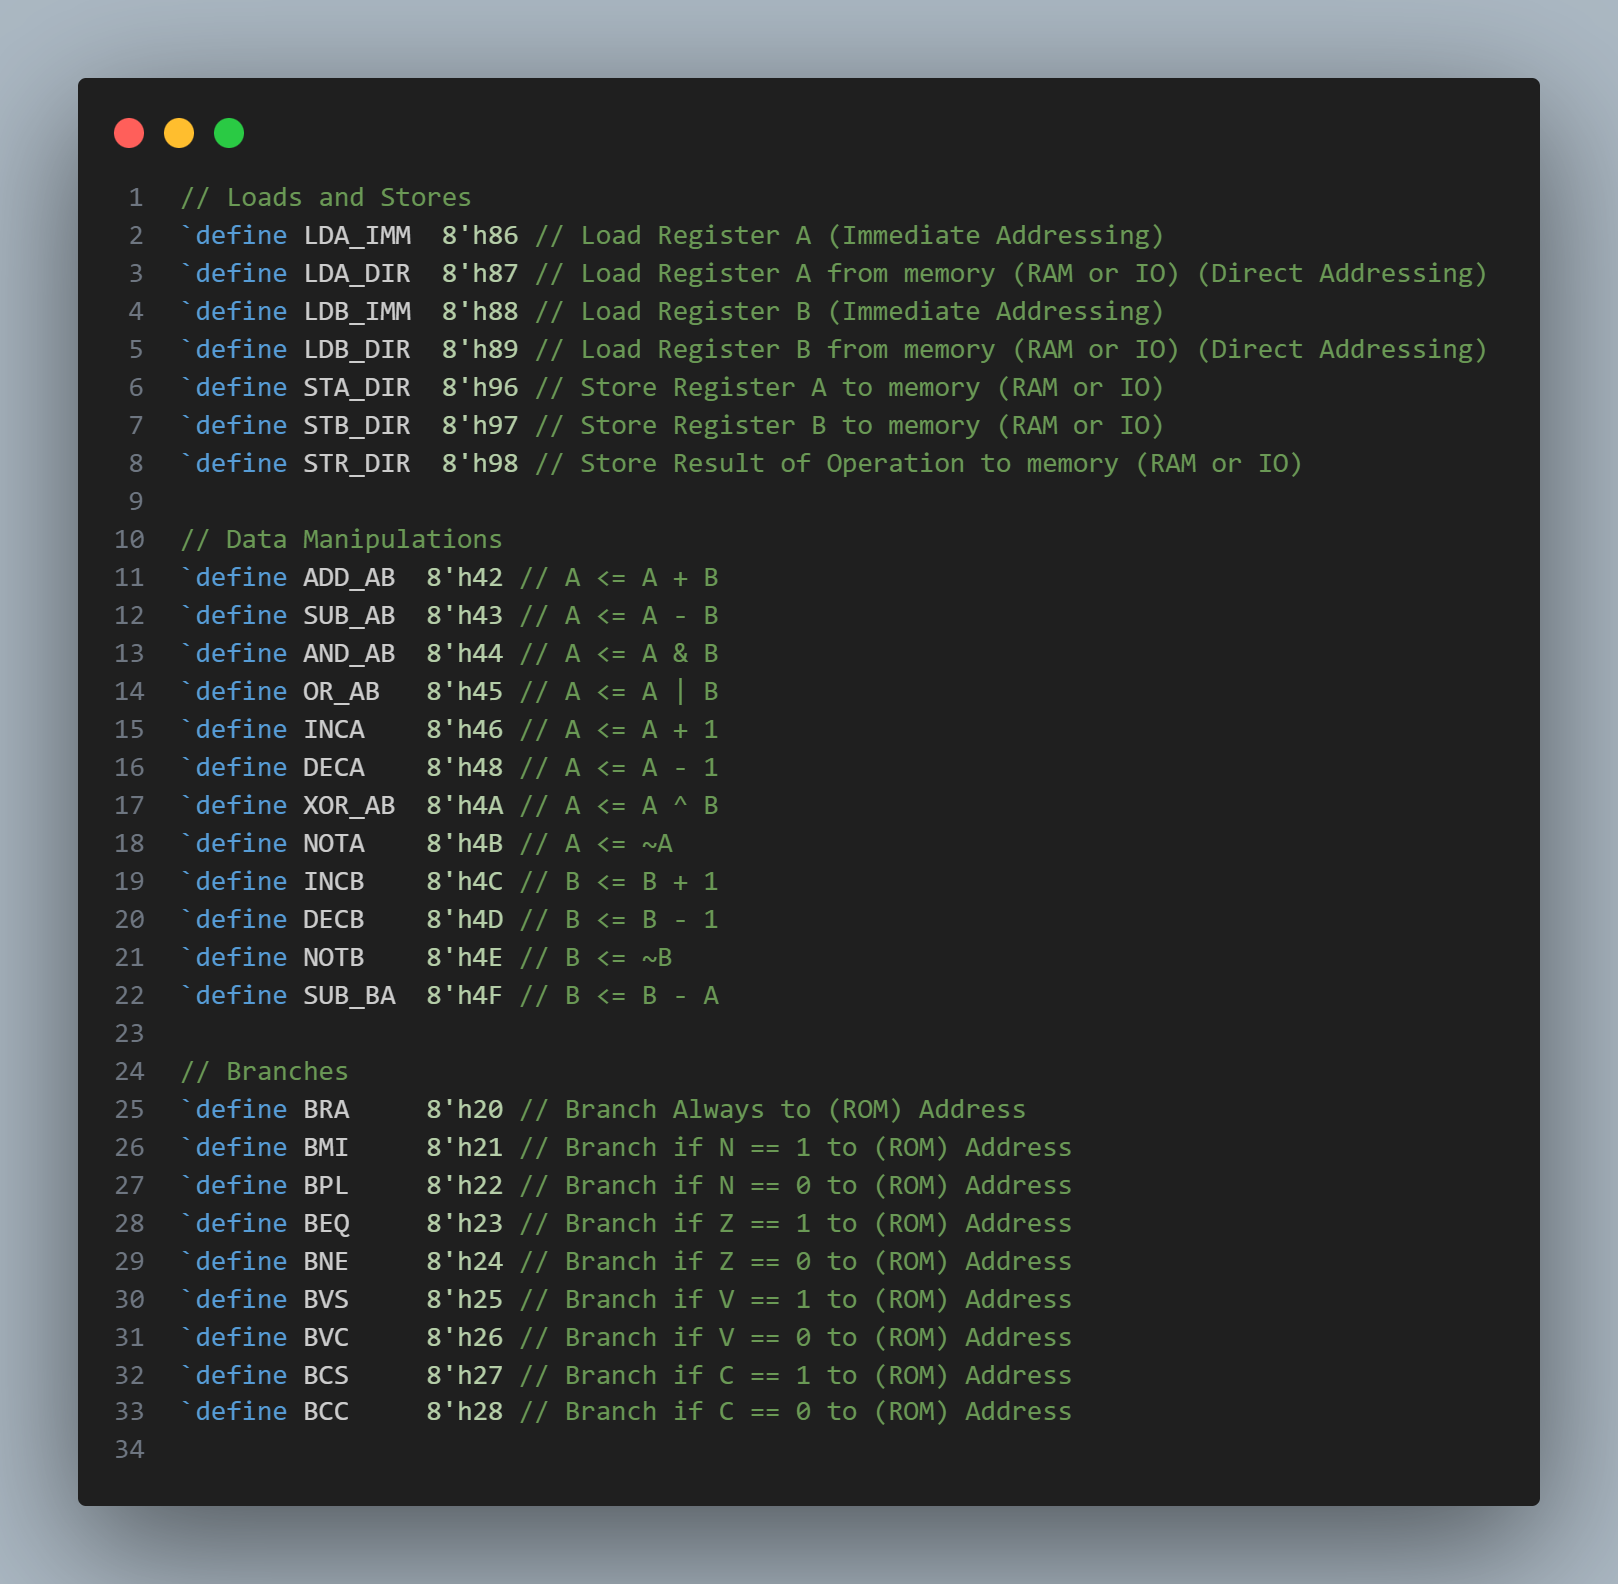 1 // Loads and Stores
2 `define LDA_IMM  8'h86 // Load Register A (Immediate Addressing)
3 `define LDA_DIR  8'h87 // Load Register A from memory (RAM or IO) (Direct Addressing)
4 `define LDB_IMM  8'h88 // Load Register B (Immediate Addressing)
5 `define LDB_DIR  8'h89 // Load Register B from memory (RAM or IO) (Direct Addressing)
6 `define STA_DIR  8'h96 // Store Register A to memory (RAM or IO)
7 `define STB_DIR  8'h97 // Store Register B to memory (RAM or IO)
8 `define STR_DIR  8'h98 // Store Result of Operation to memory (RAM or IO)
9
10 // Data Manipulations
11 `define ADD_AB  8'h42 // A <= A + B
12 `define SUB_AB  8'h43 // A <= A - B
13 `define AND_AB  8'h44 // A <= A & B
14 `define OR_AB   8'h45 // A <= A | B
15 `define INCA    8'h46 // A <= A + 1
16 `define DECA    8'h48 // A <= A - 1
17 `define XOR_AB  8'h4A // A <= A ^ B
18 `define NOTA    8'h4B // A <= ~A
19 `define INCB    8'h4C // B <= B + 1
20 `define DECB    8'h4D // B <= B - 1
21 `define NOTB    8'h4E // B <= ~B
22 `define SUB_BA  8'h4F // B <= B - A
23
24 // Branches
25 `define BRA     8'h20 // Branch Always to (ROM) Address
26 `define BMI     8'h21 // Branch if N == 1 to (ROM) Address
27 `define BPL     8'h22 // Branch if N == 0 to (ROM) Address
28 `define BEQ     8'h23 // Branch if Z == 1 to (ROM) Address
29 `define BNE     8'h24 // Branch if Z == 0 to (ROM) Address
30 `define BVS     8'h25 // Branch if V == 1 to (ROM) Address
31 `define BVC     8'h26 // Branch if V == 0 to (ROM) Address
32 `define BCS     8'h27 // Branch if C == 1 to (ROM) Address
33 `define BCC     8'h28 // Branch if C == 0 to (ROM) Address
34